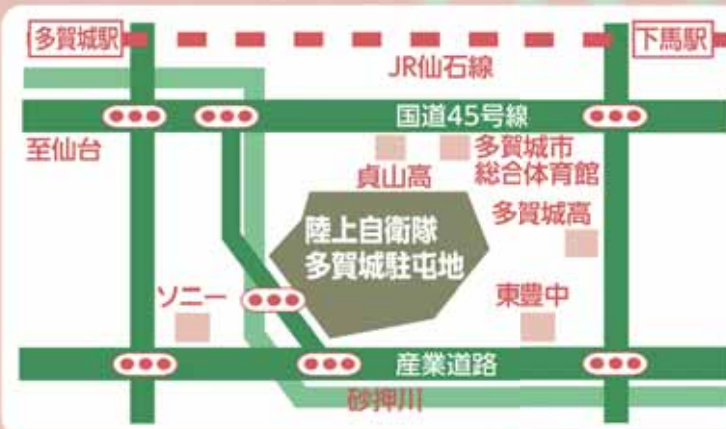 多賀城駅
下馬駅
JR仙石線
国道45号線
至仙台
貞山高
多賀城市
総合体育館
多賀城高
陸上自衛隊
多賀城駐屯地
ソニー
東豊中
産業道路
砂押川